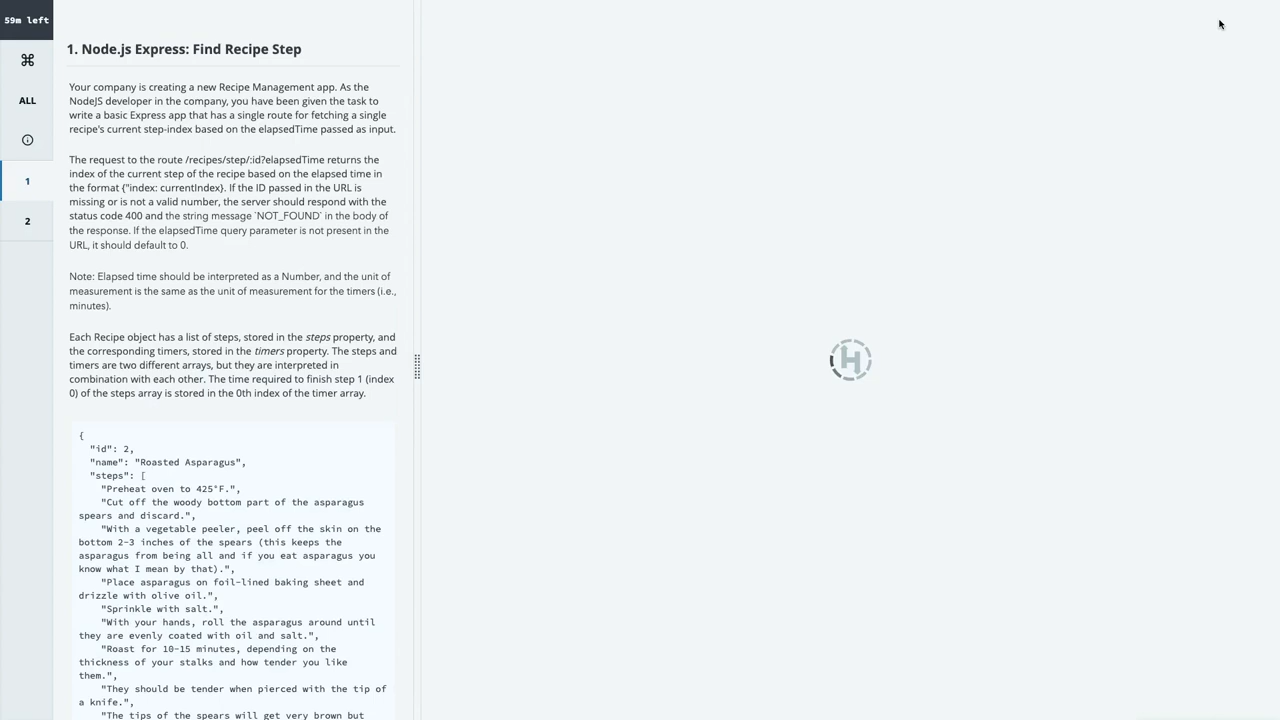 59m left
ALL
1
2
1. Node.js Express: Find Recipe Step
Your company is creating a new Recipe Management app. As the
NodeJS developer in the company, you have been given the task to
write a basic Express app that has a single route for fetching a single
recipe's current step-index based on the elapsedTime passed as input.
The request to the route /recipes/step/:id?elapsedTime returns the
index of the current step of the recipe based on the elapsed time in
the format {"index: currentIndex}. If the ID passed in the URL is
missing or is not a valid number, the server should respond with the
status code 400 and the string message `NOT_FOUND` in the body of
the response. If the elapsedTime query parameter is not present in the
URL, it should default to 0.
Note: Elapsed time should be interpreted as a Number, and the unit of
measurement is the same as the unit of measurement for the timers (i.e.,
minutes).
Each Recipe object has a list of steps, stored in the steps property, and
the corresponding timers, stored in the timers property. The steps and
timers are two different arrays, but they are interpreted in
combination with each other. The time required to finish step 1 (index
0) of the steps array is stored in the 0th index of the timer array.
{
"id": 2,
"name": "Roasted Asparagus",
"steps": [
"Preheat oven to 425°F.",
"Cut off the woody bottom part of the asparagus
spears and discard.",
"With a vegetable peeler, peel off the skin on the
bottom 2-3 inches of the spears (this keeps the
asparagus from being all and if you eat asparagus you
know what I mean by that).",
"Place asparagus on foil-lined baking sheet and
drizzle with olive oil.",
"Sprinkle with salt.",
"With your hands, roll the asparagus around until
they are evenly coated with oil and salt.",
"Roast for 10-15 minutes, depending on the
thickness of your stalks and how tender you like
them.",
"They should be tender when pierced with the tip of
a knife.",
"The tips of the spears will get very brown but
H